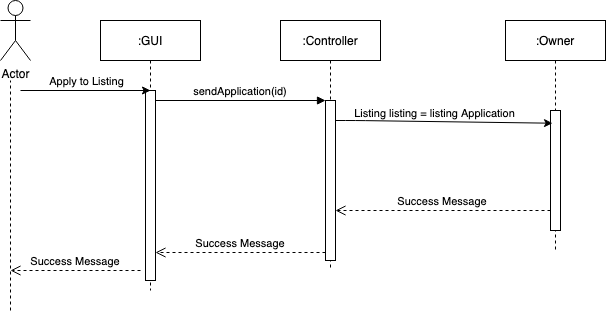 :GUI
:Controller
:Owner
Actor
Apply to Listing
sendApplication(id)
Listing listing = listing Application
Success Message
Success Message
Success Message